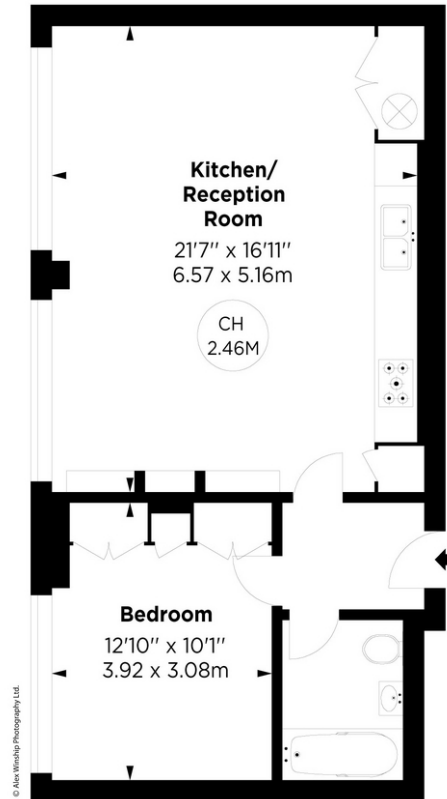 Kitchen/
Reception
Room
21'7'' x 16'11''
6.57 x 5.16m
CH
2.46M
Bedroom
12'10'' x 10'1''
3.92 x 3.08m
© Alex Winship Photography Ltd.